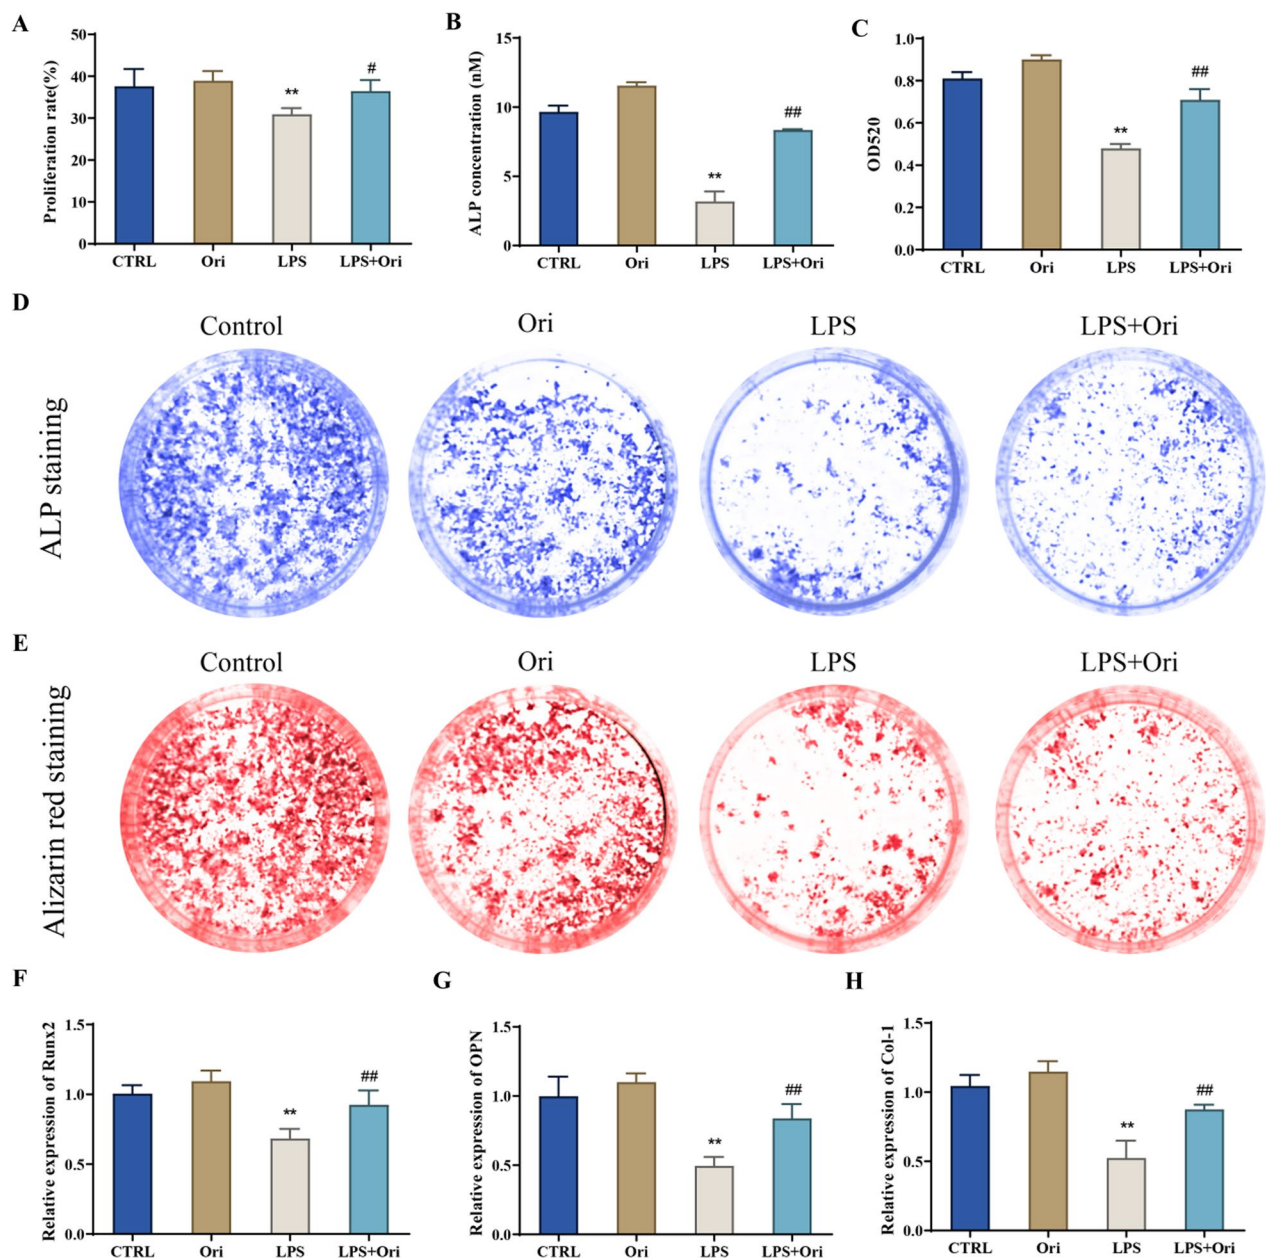 A
Proliferation rate(%)
50
40
30
20
10
0
**
#
CTRL Ori LPS LPS+Ori
B
ALP concentration (nM)
15
10
5
0
**
##
CTRL Ori LPS LPS+Ori
C
OD520
1.0
0.8
0.6
0.4
0.2
0.0
**
##
CTRL Ori LPS LPS+Ori
D
Control Ori LPS LPS+Ori
ALP staining
E
Control Ori LPS LPS+Ori
Alizarin red staining
F
Relative expression of Runx2
1.5
1.0
0.5
0.0
**
##
CTRL Ori LPS LPS+Ori
G
Relative expression of OPN
1.5
1.0
0.5
0.0
**
##
CTRL Ori LPS LPS+Ori
H
Relative expression of Col-1
1.5
1.0
0.5
0.0
**
##
CTRL Ori LPS LPS+Ori